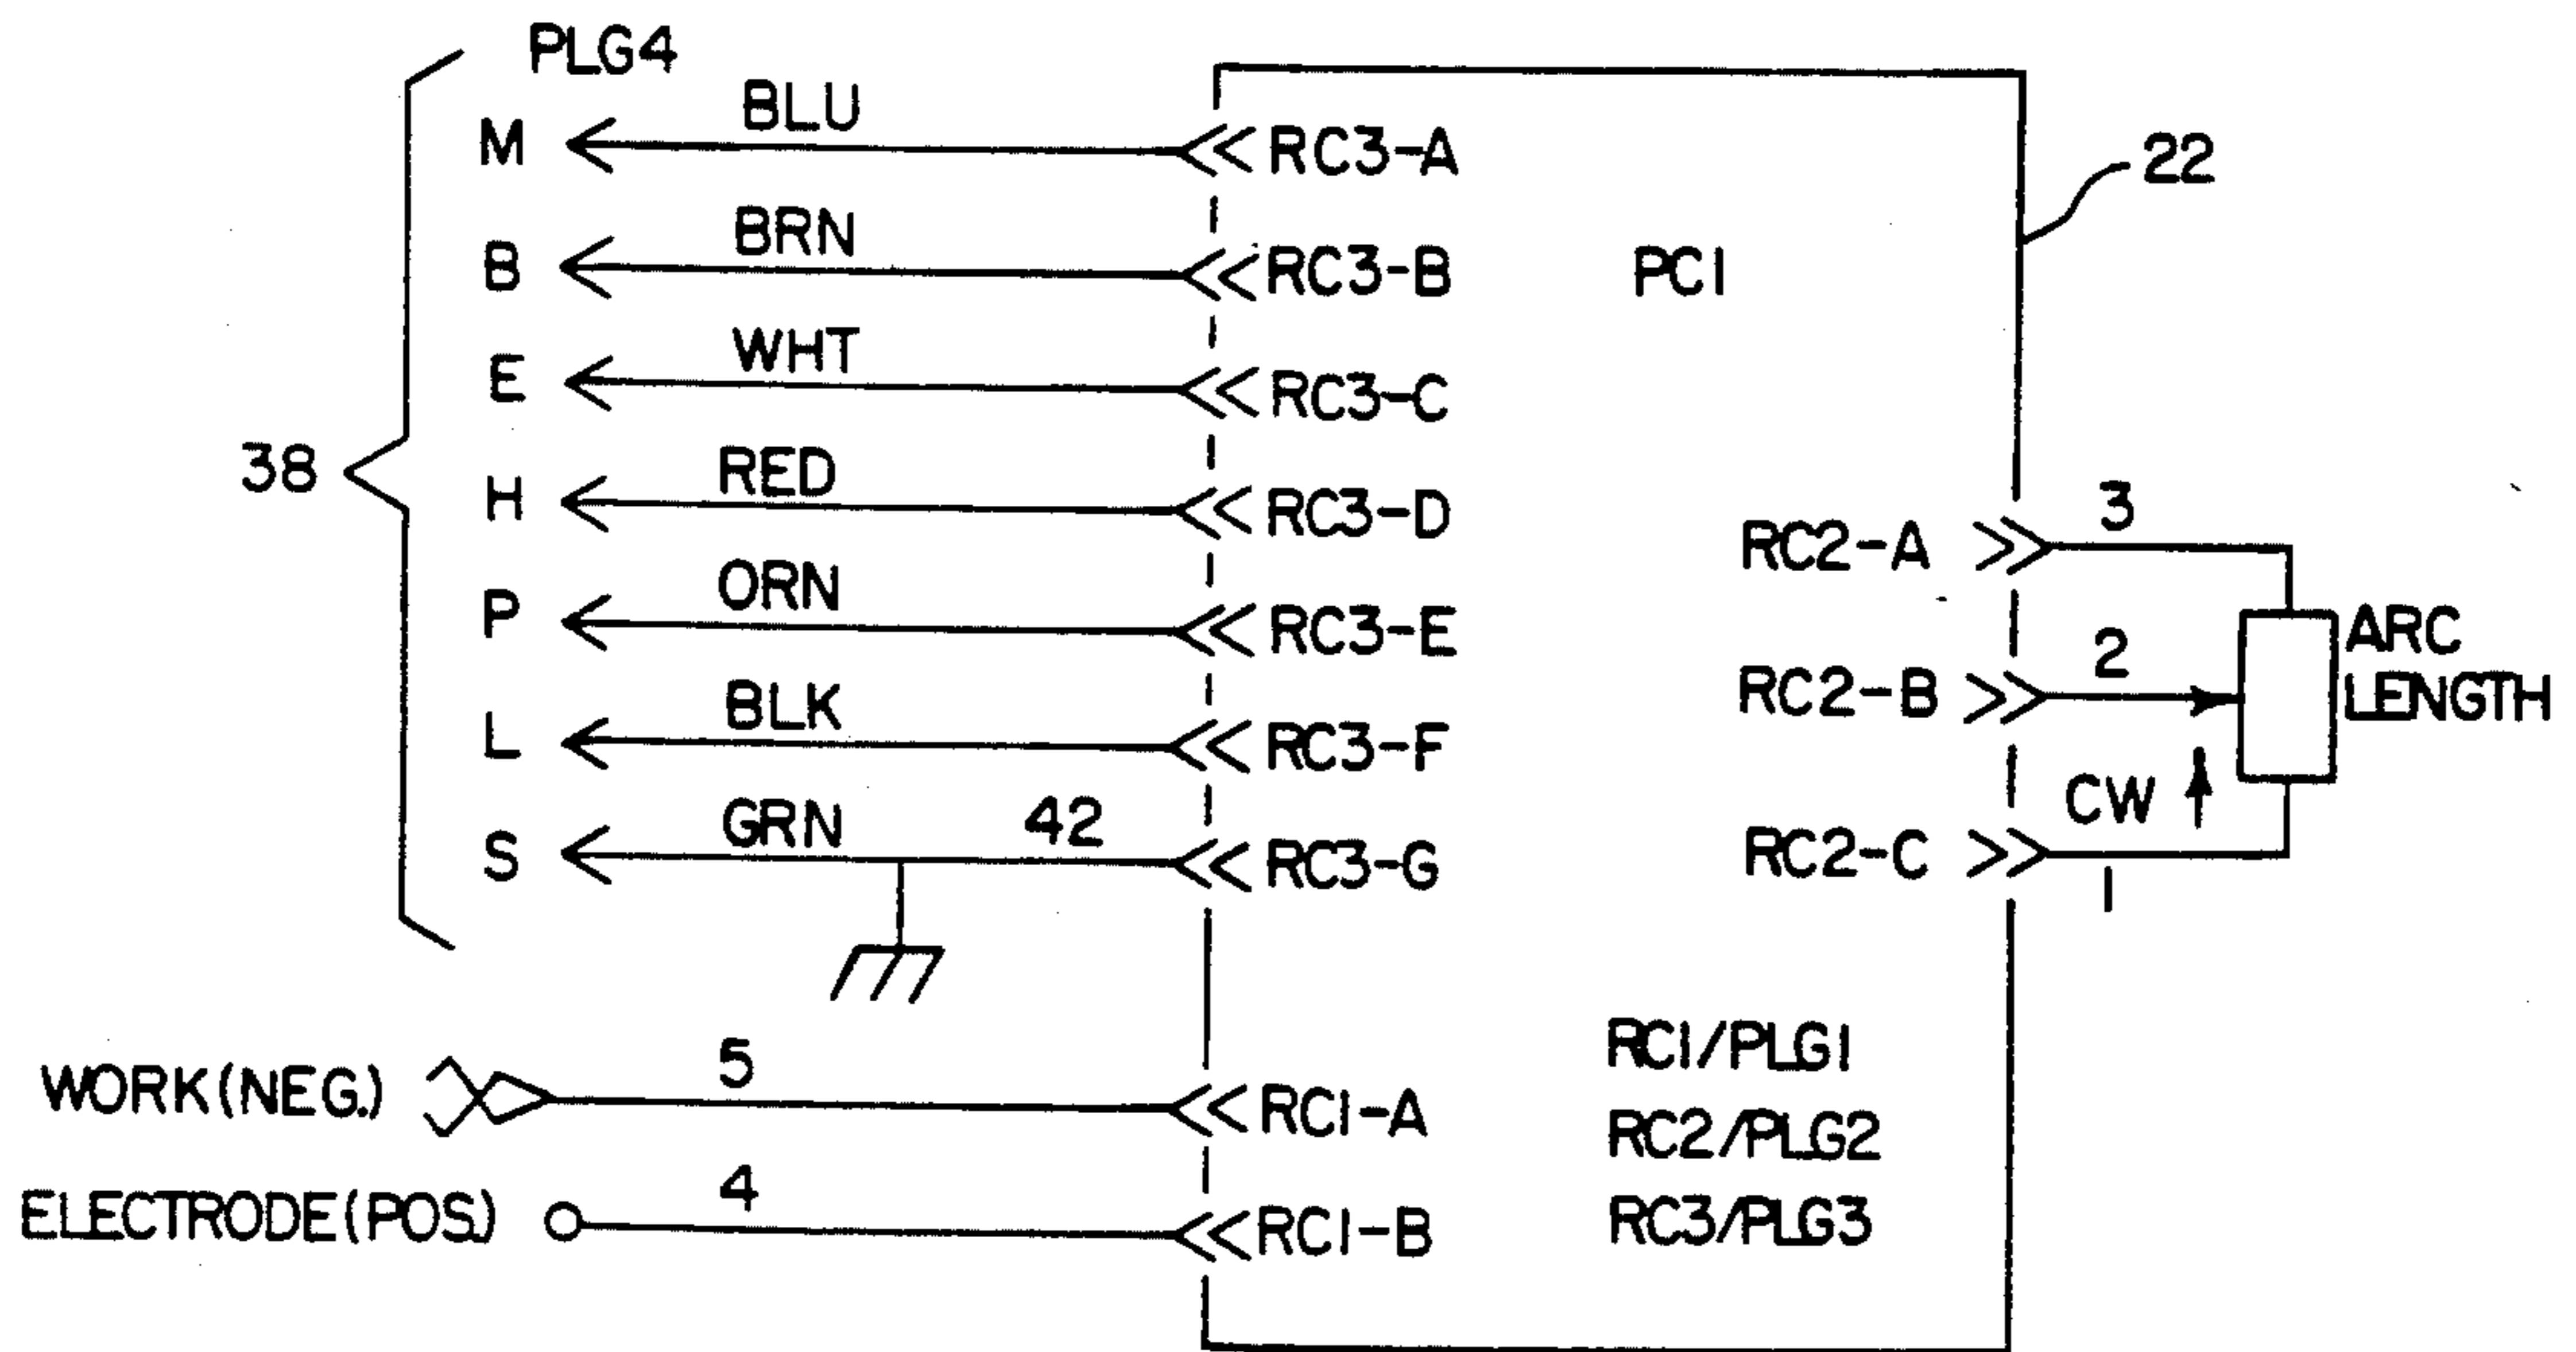 PLG4
M BLU RC3-A
22
B BRN RC3-B PC1
E WHT RC3-C
38
H RED RC3-D
RC2-A 3
P ORN RC3-E
ARC
LENGTH
RC2-B 2
L BLK RC3-F
CW
S GRN 42 RC3-G
RC2-C 1
RC1/PLG1
WORK(NEG.) 5 RC1-A
RC2/PLG2
ELECTRODE(POS.) 4 RC1-B
RC3/PLG3